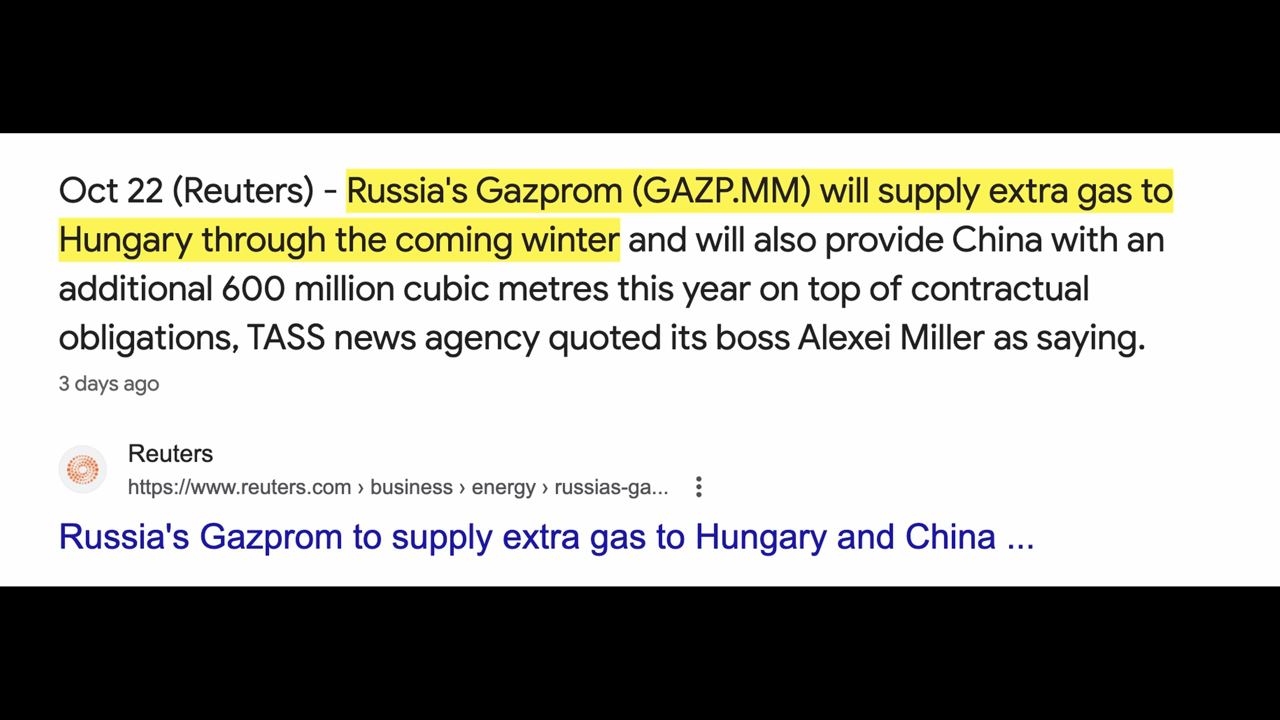 Oct 22 (Reuters) - Russia's Gazprom (GAZP.MM) will supply extra gas to
Hungary through the coming winter and will also provide China with an
additional 600 million cubic metres this year on top of contractual
obligations, TASS news agency quoted its boss Alexei Miller as saying.
3 days ago
Reuters
https://www.reuters.com › business › energy › russias-ga...
Russia's Gazprom to supply extra gas to Hungary and China ...